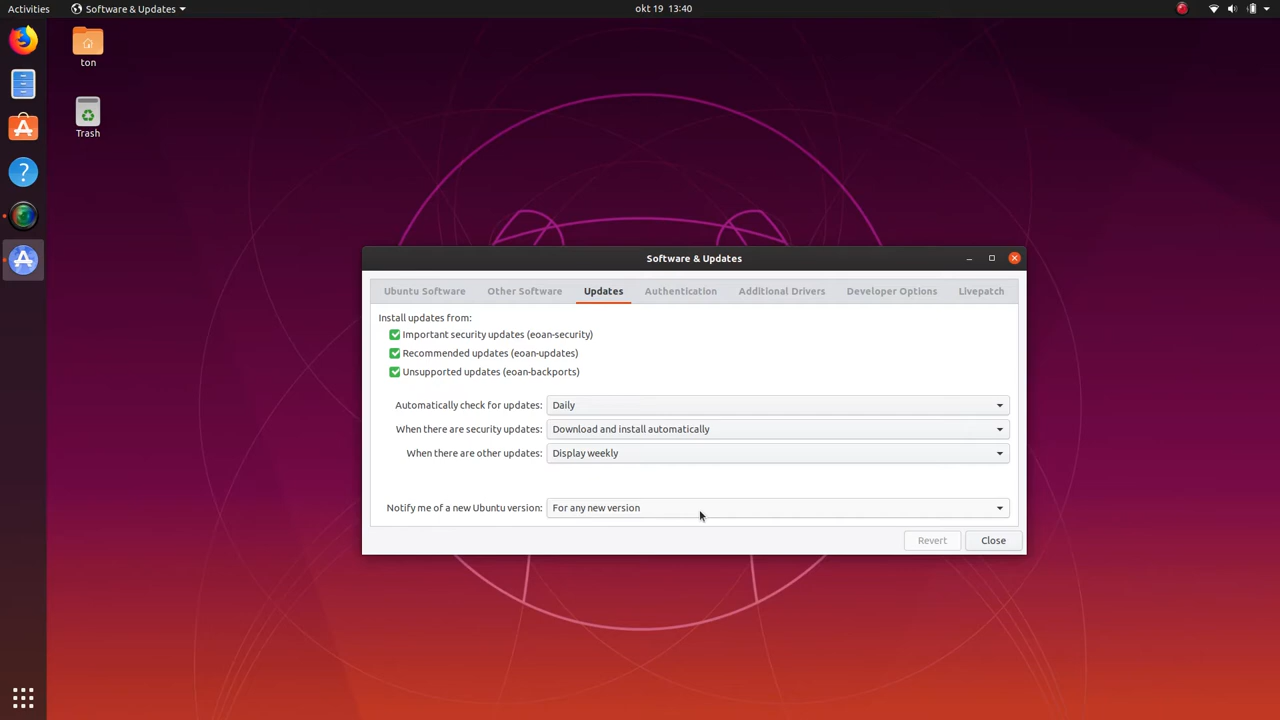 Activities
Software & Updates
okt 19 13:40
ton
Trash
Software & Updates
Ubuntu Software
Other Software
Updates
Authentication
Additional Drivers
Developer Options
Livepatch
Install updates from:
Important security updates (eoan-security)
Recommended updates (eoan-updates)
Unsupported updates (eoan-backports)
Automatically check for updates: Daily
When there are security updates: Download and install automatically
When there are other updates: Display weekly
Notify me of a new Ubuntu version: For any new version
Revert
Close